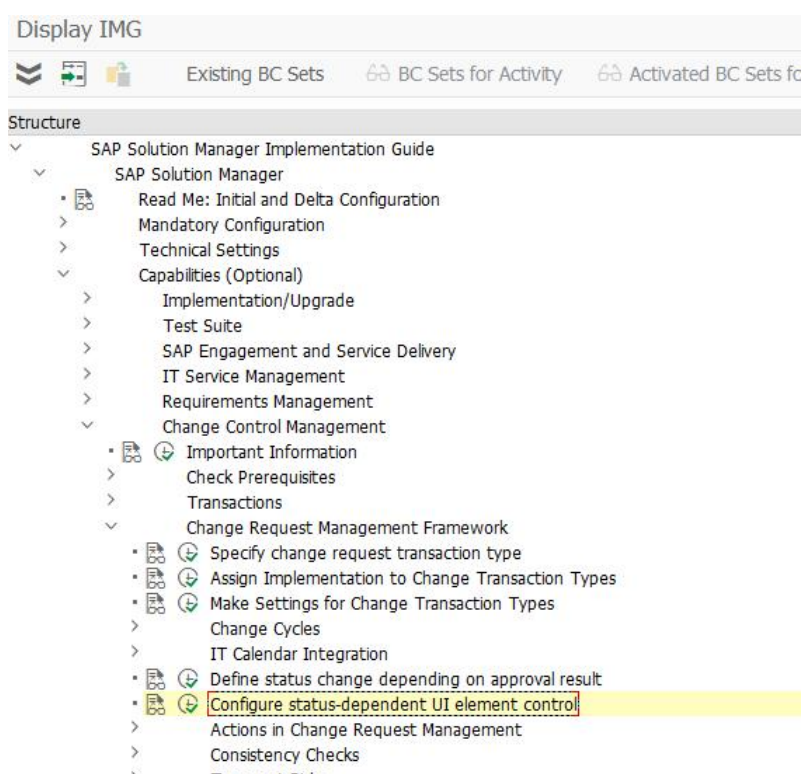 Display IMG
Existing BC Sets BC Sets for Activity Activated BC Sets fo
Structure
SAP Solution Manager Implementation Guide
SAP Solution Manager
Read Me: Initial and Delta Configuration
Mandatory Configuration
Technical Settings
Capabilities (Optional)
Implementation/Upgrade
Test Suite
SAP Engagement and Service Delivery
IT Service Management
Requirements Management
Change Control Management
Important Information
Check Prerequisites
Transactions
Change Request Management Framework
Specify change request transaction type
Assign Implementation to Change Transaction Types
Make Settings for Change Transaction Types
Change Cycles
IT Calendar Integration
Define status change depending on approval result
Configure status-dependent UI element control
Actions in Change Request Management
Consistency Checks